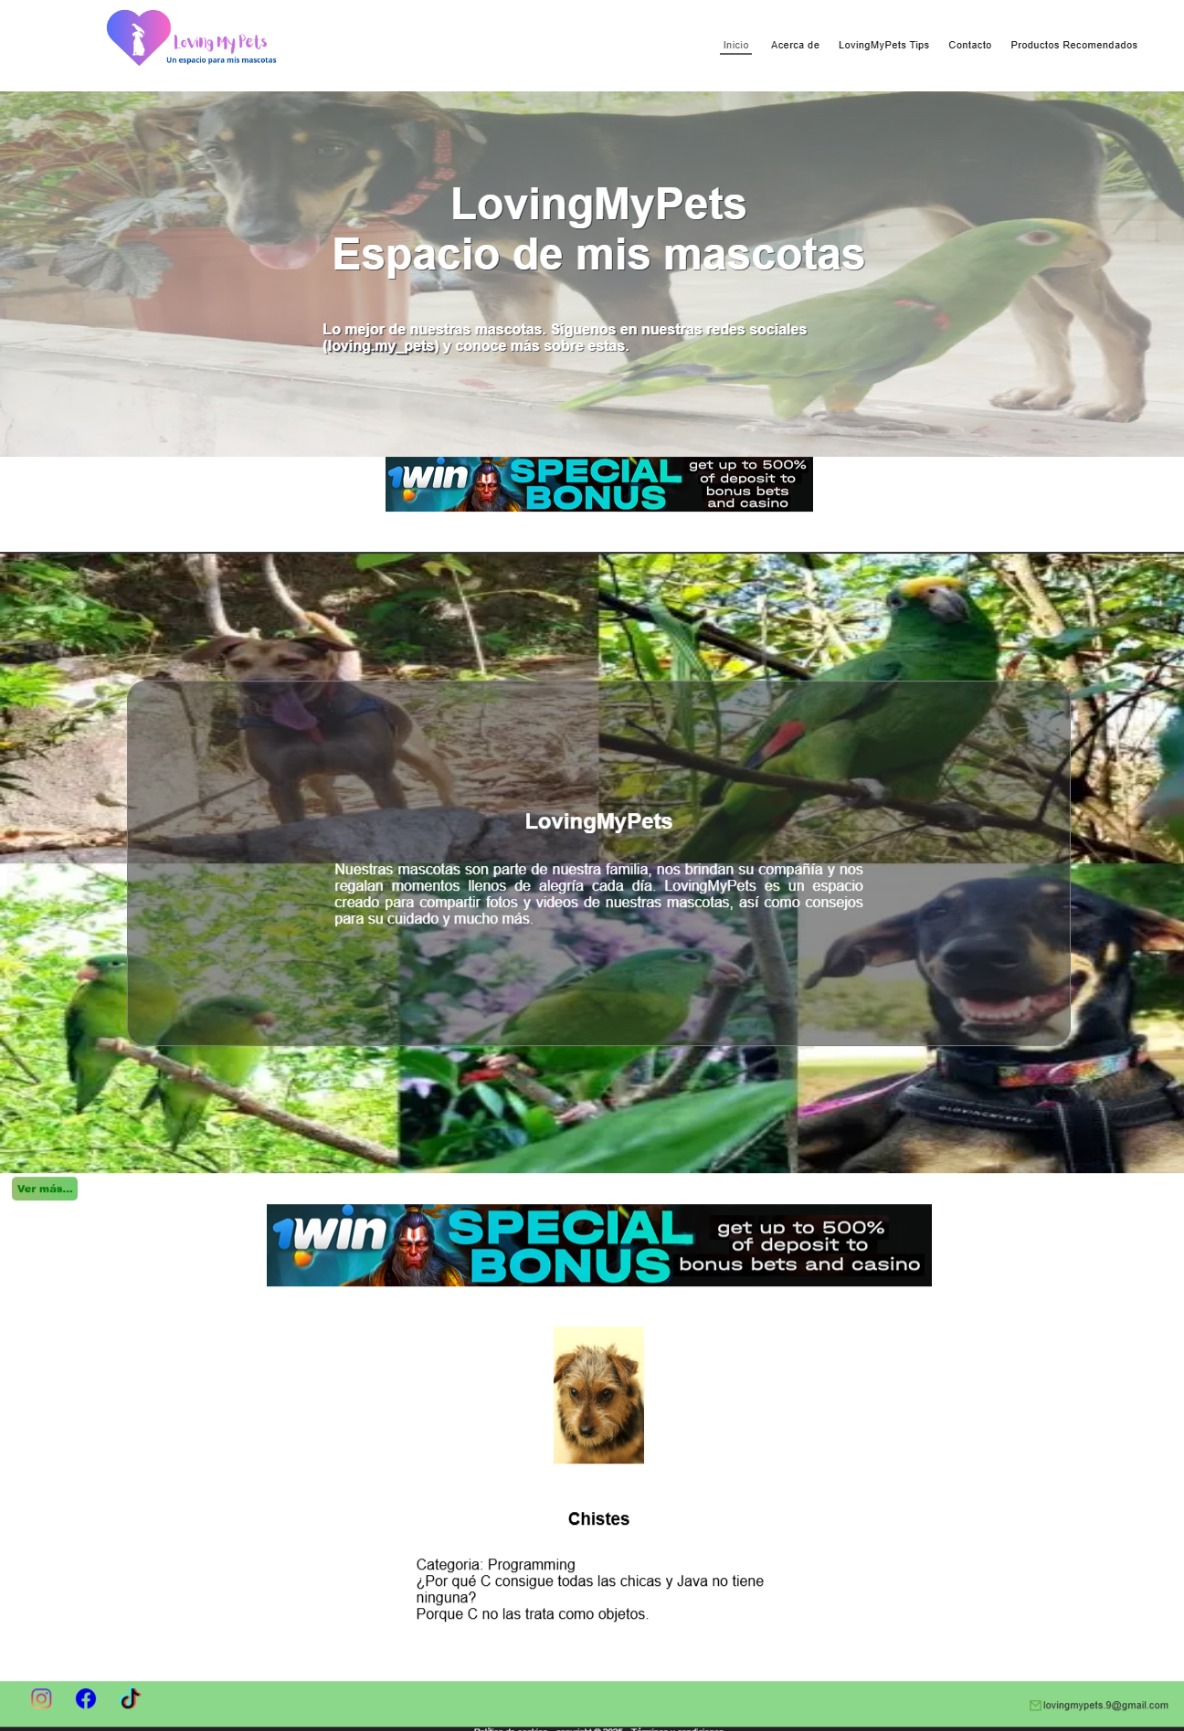 Loving My Pets
Un espacio para mis mascotas
Inicio Acerca de LovingMyPets Tips Contacto Productos Recomendados
LovingMyPets
Espacio de mis mascotas
Lo mejor de nuestras mascotas. Siguenos en nuestras redes sociales
(loving.my_pets) y conoce más sobre estas.
1win SPECIAL BONUS
get up to 500%
of deposit to
bonus bets
and casino
LovingMyPets
Nuestras mascotas son parte de nuestra familia, nos brindan su compañía y nos
regalan momentos llenos de alegría cada día. LovingMyPets es un espacio
creado para compartir fotos y videos de nuestras mascotas, así como consejos
para su cuidado y mucho más.
Ver más...
1win SPECIAL BONUS
get up to 500%
of deposit to
bonus bets and casino
Chistes
Categoria: Programming
¿Por qué C consigue todas las chicas y Java no tiene
ninguna?
Porque C no las trata como objetos.
lovingmypets.9@gmail.com